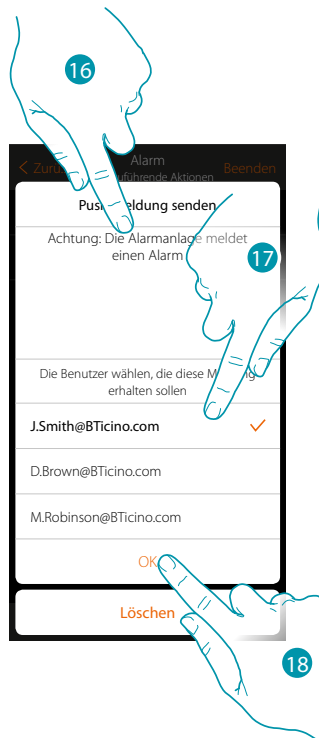 16
Alarm
Beenden
Aktionen
senden
Achtung: Die Alarmanlage meldet
einen Alarm
17
Die Benutzer wählen, die diese
erhalten sollen
J.Smith@BTicino.com
D.Brown@BTicino.com
M.Robinson@BTicino.com
OK
Löschen
18